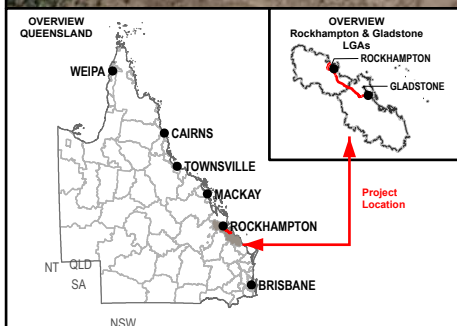 OVERVIEW
QUEENSLAND
WEIPA
CAIRNS
TOWNSVILLE
MACKAY
ROCKHAMPTON
BRISBANE
NT
QLD
SA
NSW
OVERVIEW
Rockhampton & Gladstone
LGAs
ROCKHAMPTON
GLADSTONE
Project
Location